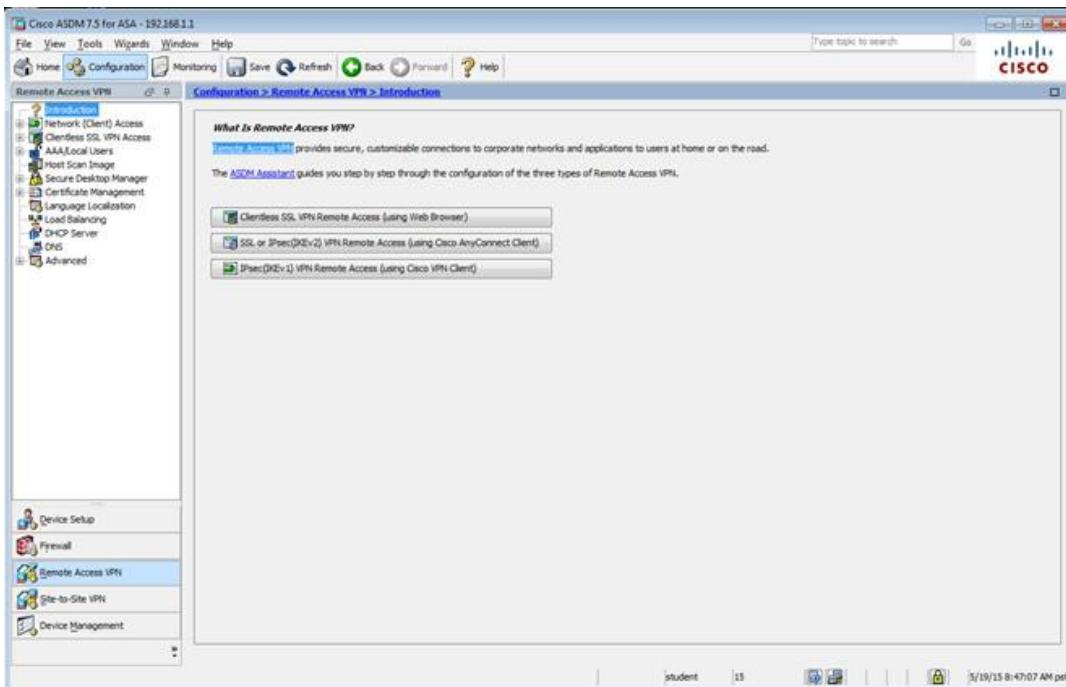 Cisco ASDM 7.5 for ASA - 192.168.1.1
File View Tools Wizards Window Help
Type topic to search Go
Home Configuration Monitoring Save Refresh Back Forward Help
CISCO
Remote Access VPN
Configuration > Remote Access VPN > Introduction
Introduction
Network (Client) Access
Clientless SSL VPN Access
AAA/Local Users
Host Scan Image
Secure Desktop Manager
Certificate Management
Language Localization
Load Balancing
DHCP Server
DNS
Advanced
What Is Remote Access VPN?
Remote Access VPN provides secure, customizable connections to corporate networks and applications to users at home or on the road.
The ASDM Assistant guides you step by step through the configuration of the three types of Remote Access VPN.
Clientless SSL VPN Remote Access (using Web Browser)
SSL or IPsec(IKEv2) VPN Remote Access (using Cisco AnyConnect Client)
IPsec(IKEv1) VPN Remote Access (using Cisco VPN Client)
Device Setup
Firewall
Remote Access VPN
Site-to-Site VPN
Device Management
student 15 5/19/15 8:47:07 AM pst